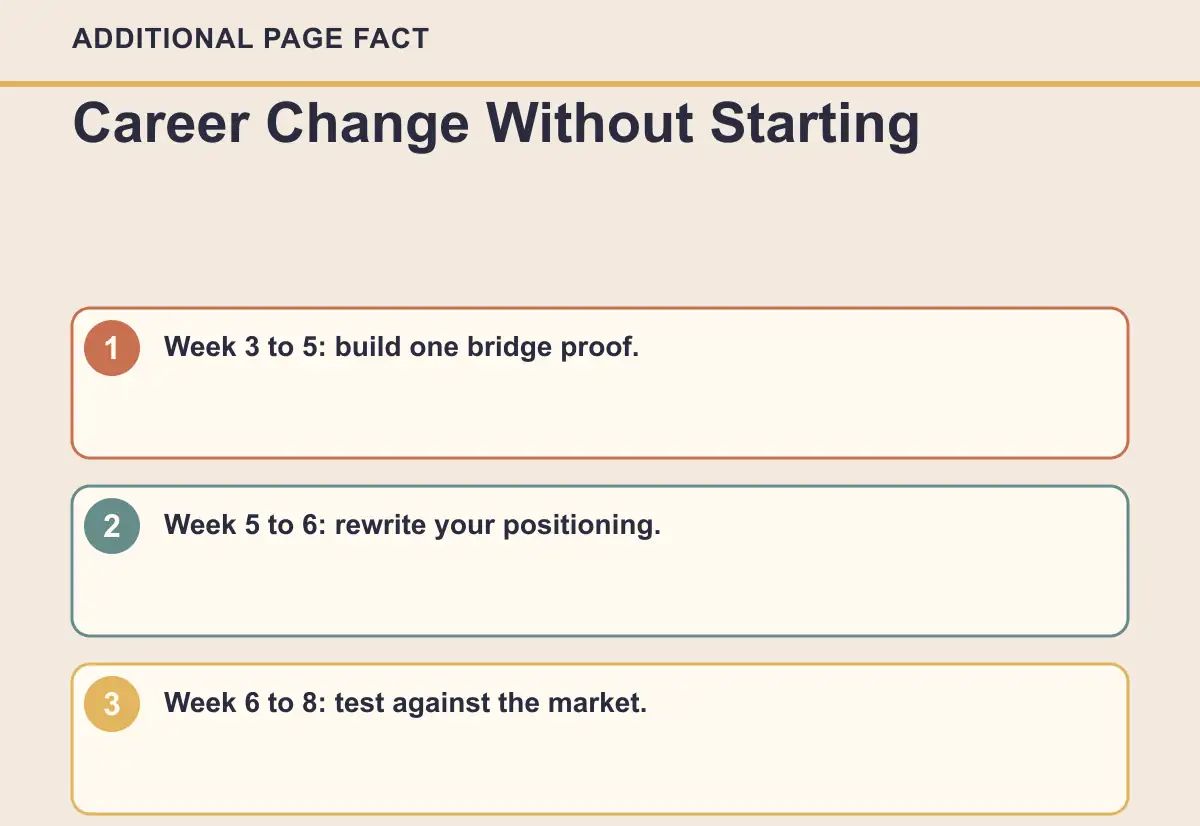 ADDITIONAL PAGE FACT
Career Change Without Starting
1 Week 3 to 5: build one bridge proof.
2 Week 5 to 6: rewrite your positioning.
3 Week 6 to 8: test against the market.